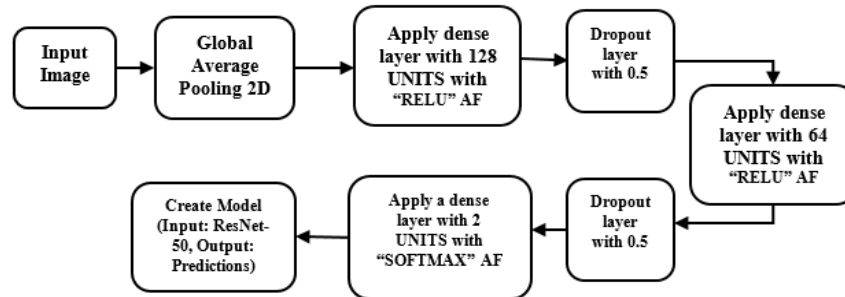 Input
Image
Global
Average
Pooling 2D
Apply dense
layer with 128
UNITS with
“RELU” AF
Dropout
layer
with 0.5
Apply dense
layer with 64
UNITS with
“RELU” AF
Dropout
layer
with 0.5
Apply a dense
layer with 2
UNITS with
“SOFTMAX” AF
Create Model
(Input: ResNet-
50, Output:
Predictions)